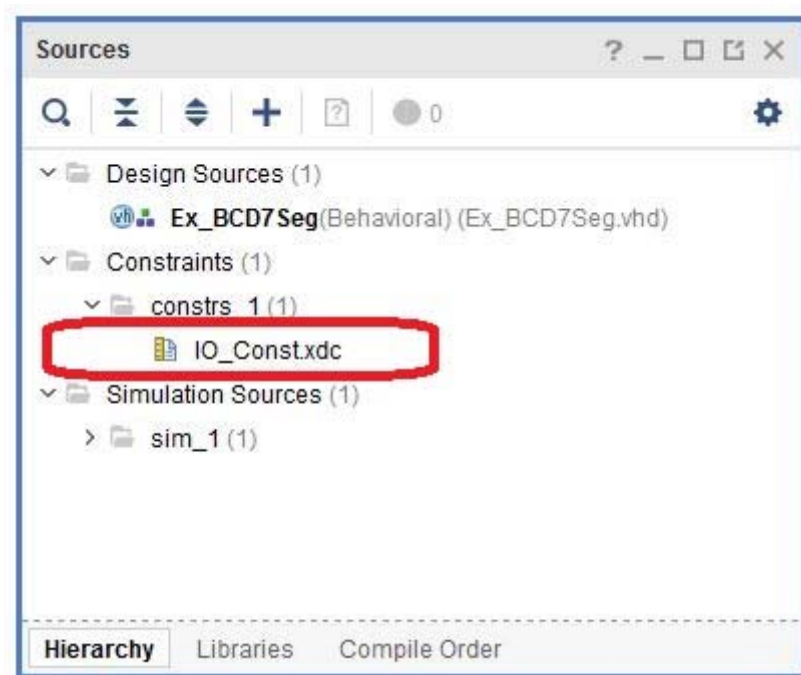 Sources
0
Design Sources (1)
Ex_BCD7Seg(Behavioral) (Ex_BCD7Seg.vhd)
Constraints (1)
constrs_1 (1)
IO_Const.xdc
Simulation Sources (1)
sim_1 (1)
Hierarchy Libraries Compile Order